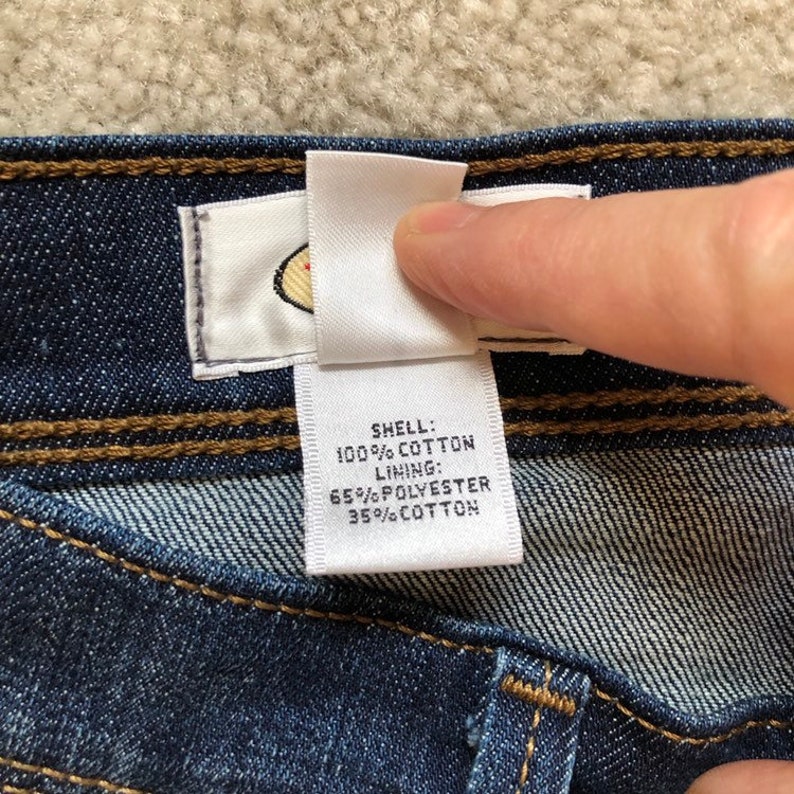 SHELL:
100% COTTON
LINING:
65% POLYESTER
35% COTTON